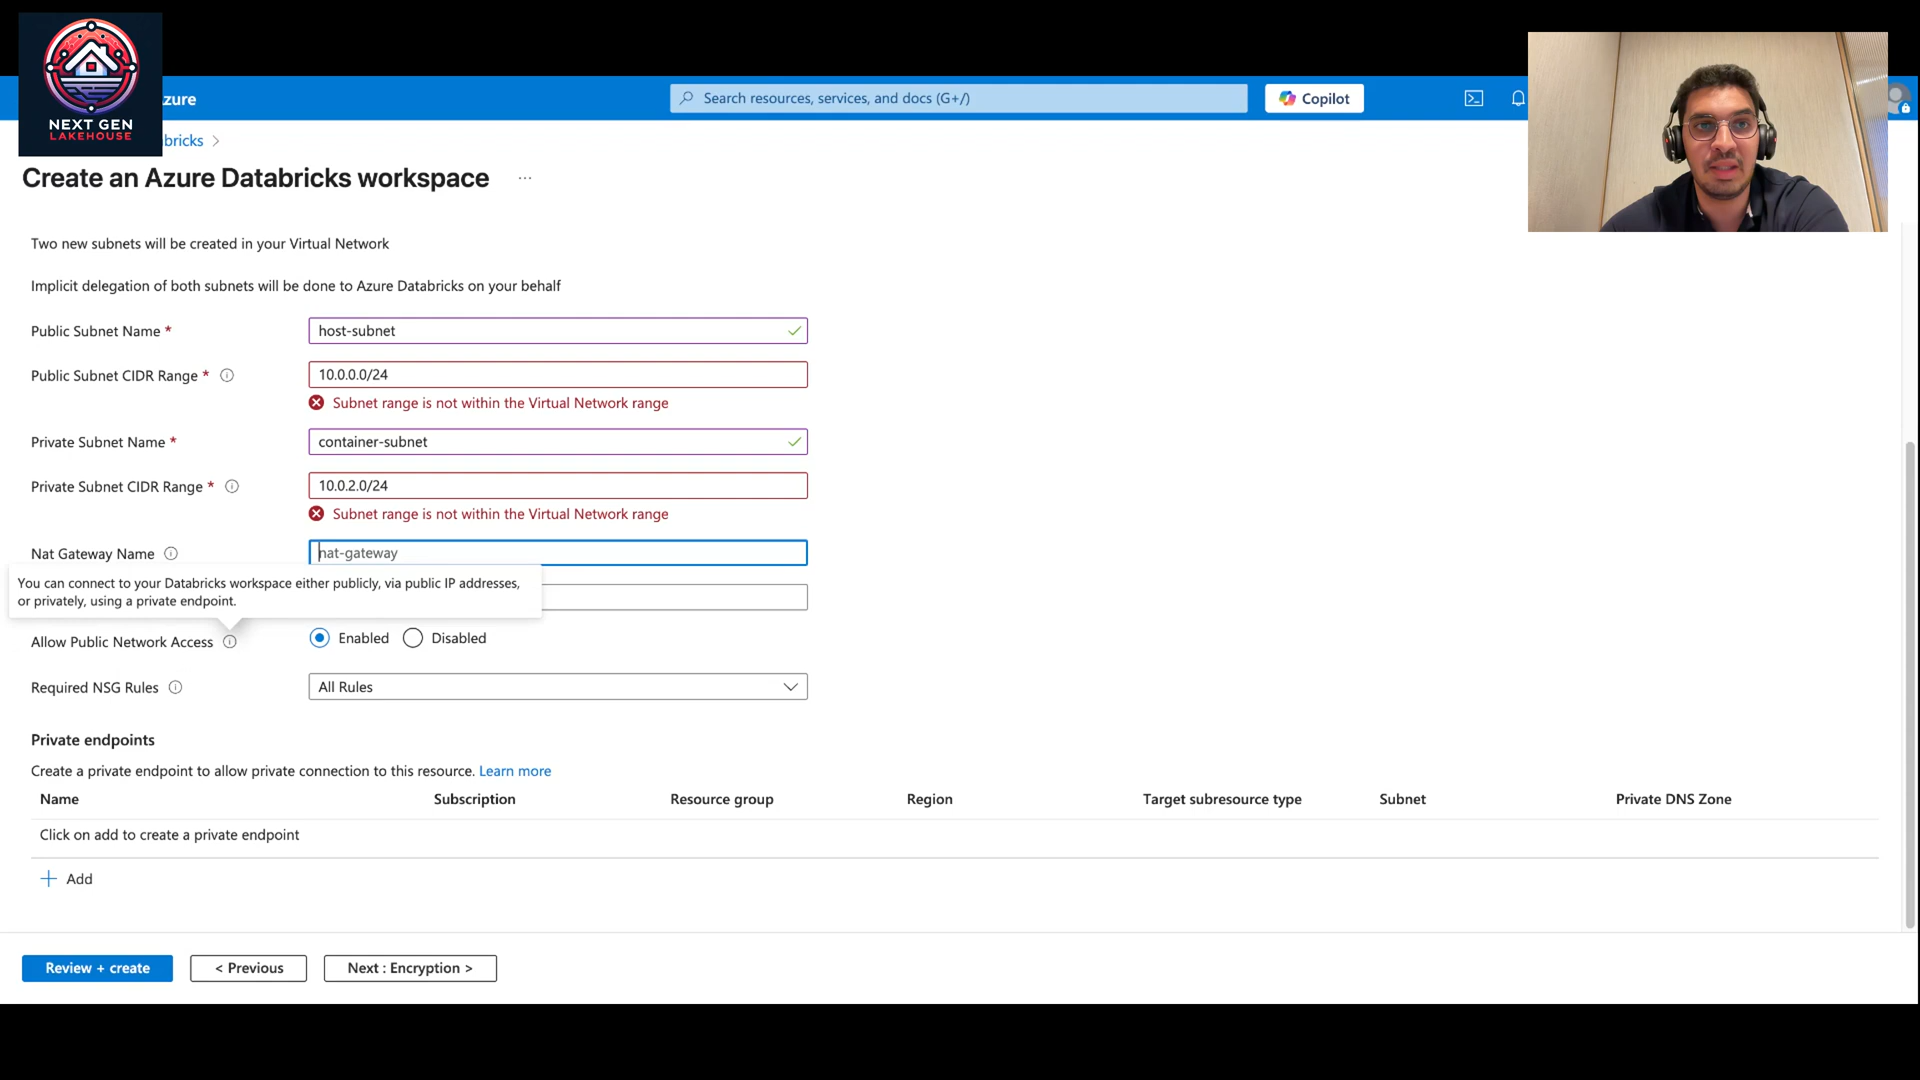 NEXT GEN
LAKEHOUSE
zure
Search resources, services, and docs (G+/)
Copilot
bricks >
Create an Azure Databricks workspace ...
Two new subnets will be created in your Virtual Network
Implicit delegation of both subnets will be done to Azure Databricks on your behalf
Public Subnet Name *
host-subnet
Public Subnet CIDR Range *
10.0.0.0/24
Subnet range is not within the Virtual Network range
Private Subnet Name *
container-subnet
Private Subnet CIDR Range *
10.0.2.0/24
Subnet range is not within the Virtual Network range
Nat Gateway Name
nat-gateway
You can connect to your Databricks workspace either publicly, via public IP addresses,
or privately, using a private endpoint.
Allow Public Network Access
Enabled
Disabled
Required NSG Rules
All Rules
Private endpoints
Create a private endpoint to allow private connection to this resource. Learn more
Name Subscription Resource group Region Target subresource type Subnet Private DNS Zone
Click on add to create a private endpoint
+ Add
Review + create
< Previous
Next : Encryption >